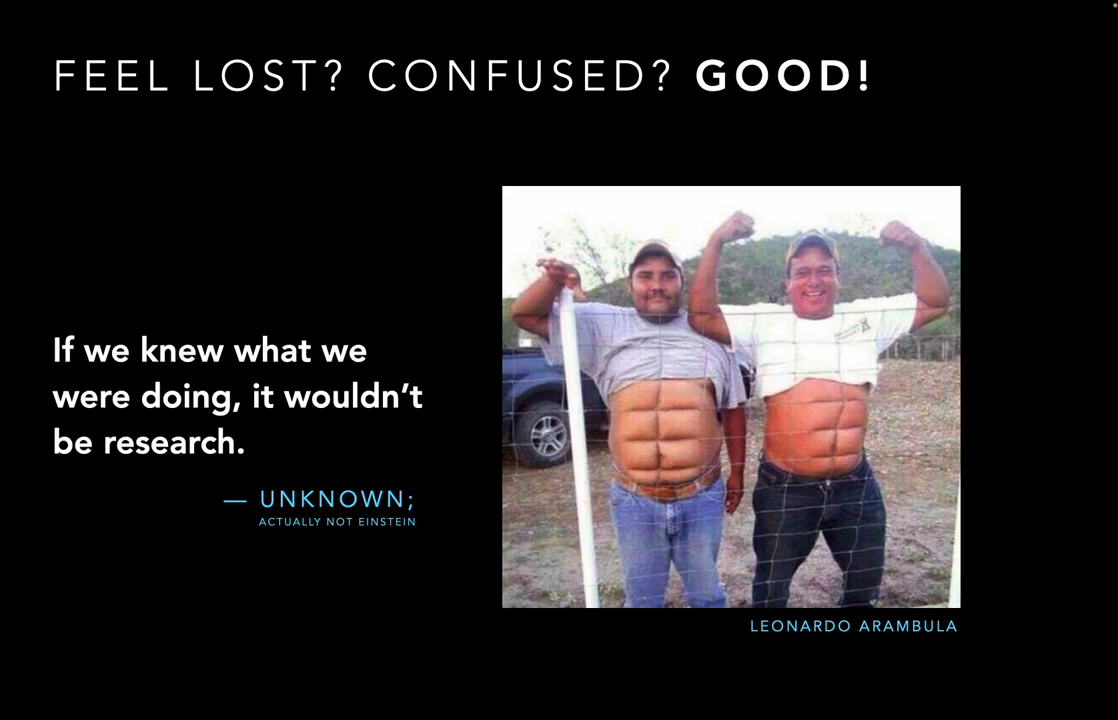 FEEL LOST? CONFUSED? GOOD!
If we knew what we
were doing, it wouldn’t
be research.
— UNKNOWN;
ACTUALLY NOT EINSTEIN
LEONARDO ARAMBULA